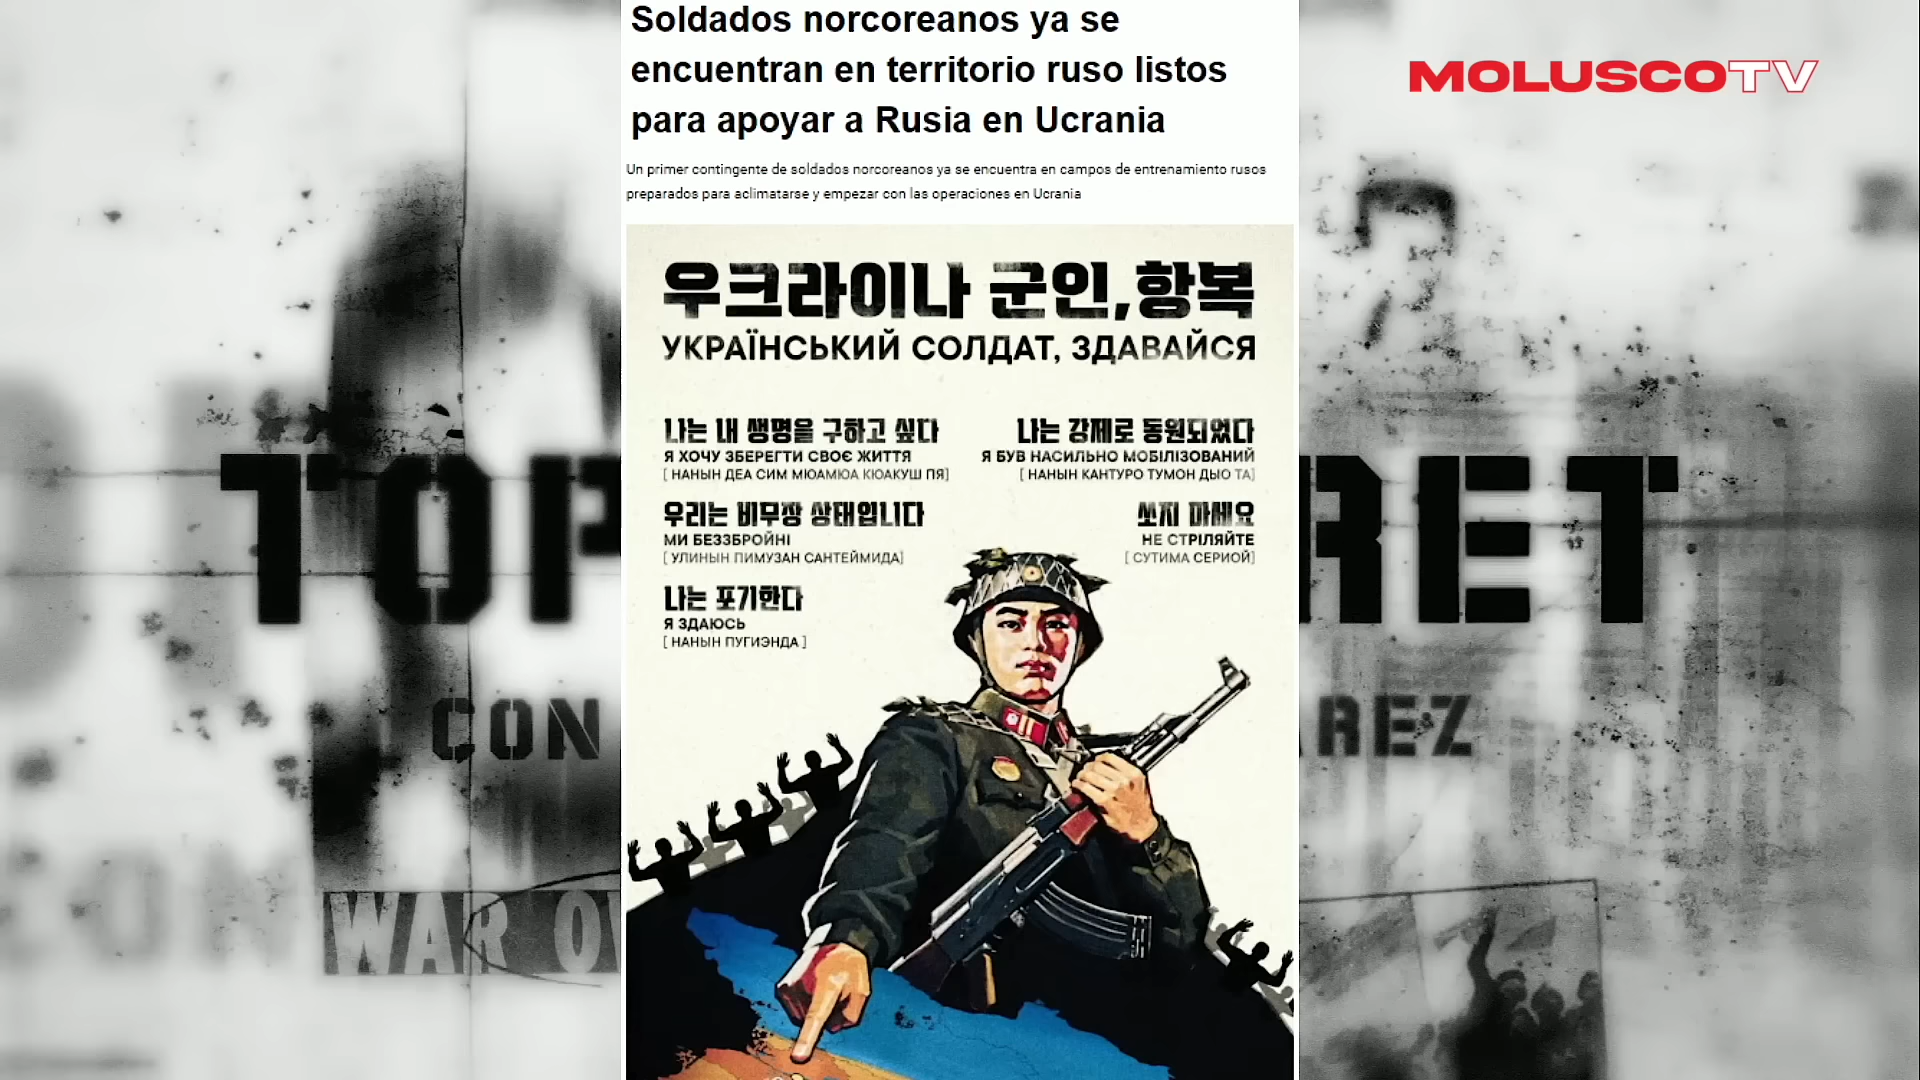 Soldados norcoreanos ya se
encuentran en territorio ruso listos
para apoyar a Rusia en Ucrania
MOLUSCOTV
Un primer contingente de soldados norcoreanos ya se encuentra en campos de entrenamiento rusos
preparados para aclimatarse y empezar con las operaciones en Ucrania
우크라이나 군인, 항복
УКРАЇНСЬКИЙ СОЛДАТ, ЗДАВАЙСЯ
나는 내 생명을 구하고 싶다
Я ХОЧУ ЗБЕРЕГТИ СВОЄ ЖИТТЯ
[ НАНЫН ДЕА СИМ МЮАМЮА КЮАКУШ ПЯ]
나는 강제로 동원되었다
Я БУВ НАСИЛЬНО МОБІЛІЗОВАНИЙ
[ НАНЫН КАНТУРО ТУМОН ДЫО ТА]
우리는 비무장 상태입니다
МИ БЕЗЗБРОЙНІ
[ УЛИНЫН ПИМУЗАН САНТЕЙМИДА]
쏘지 마세요
НЕ СТРІЛЯЙТЕ
[ СУТИМА СЕРИОЙ]
나는 포기한다
Я ЗДАЮСЬ
[ НАНЫН ПУГИЭНДА ]
TOP
RET
CON
AREZ
WAR